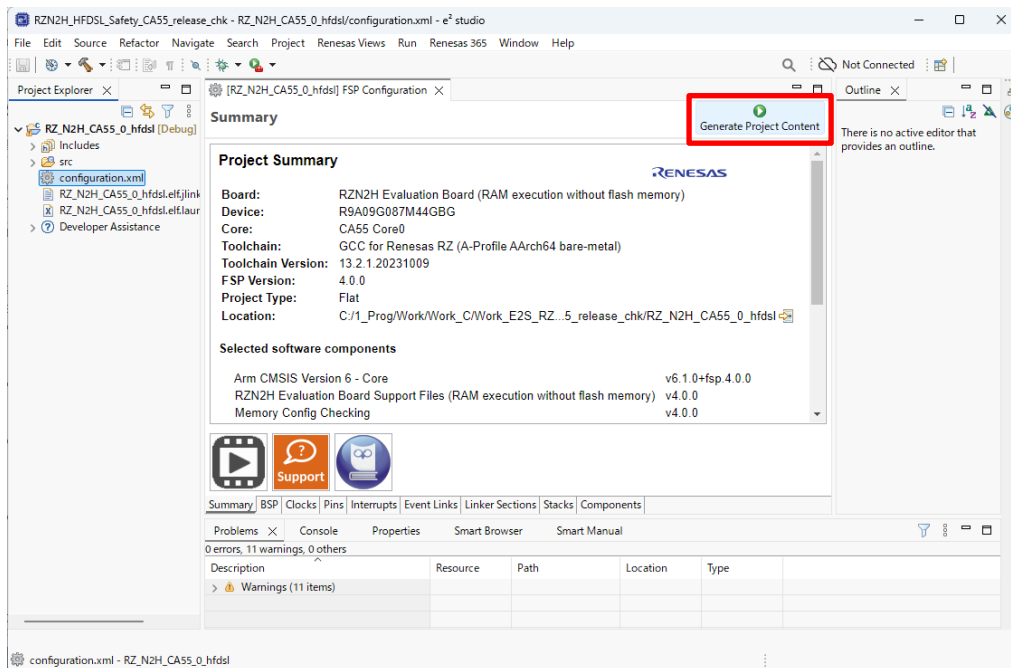 RZN2H_HFDSL_Safety_CA55_release_chk - RZ_N2H_CA55_0_hfdsl/configuration.xml - e² studio
File Edit Source Refactor Navigate Search Project Renesas Views Run Renesas 365 Window Help
Not Connected
Project Explorer
[RZ_N2H_CA55_0_hfdsl] FSP Configuration
Outline
RZ_N2H_CA55_0_hfdsl [Debug]
Includes
src
configuration.xml
RZ_N2H_CA55_0_hfdsl.elf.jlink
RZ_N2H_CA55_0_hfdsl.elf.laur
Developer Assistance
Summary
Generate Project Content
There is no active editor that
provides an outline.
Project Summary
RENESAS
Board: RZN2H Evaluation Board (RAM execution without flash memory)
Device: R9A09G087M44GBG
Core: CA55 Core0
Toolchain: GCC for Renesas RZ (A-Profile AArch64 bare-metal)
Toolchain Version: 13.2.1.20231009
FSP Version: 4.0.0
Project Type: Flat
Location: C:/1_Prog/Work/Work_C/Work_E2S_RZ...5_release_chk/RZ_N2H_CA55_0_hfdsl
Selected software components
Arm CMSIS Version 6 - Core v6.1.0+fsp.4.0.0
RZN2H Evaluation Board Support Files (RAM execution without flash memory) v4.0.0
Memory Config Checking v4.0.0
Support
Summary BSP Clocks Pins Interrupts Event Links Linker Sections Stacks Components
Problems Console Properties Smart Browser Smart Manual
0 errors, 11 warnings, 0 others
Description Resource Path Location Type
Warnings (11 items)
configuration.xml - RZ_N2H_CA55_0_hfdsl